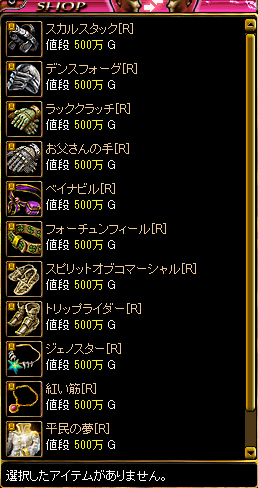 SHOP
スカルスタック[R]
値段 500万 G
デンスフォーグ[R]
値段 500万 G
ラッククラッチ[R]
値段 500万 G
お父さんの手[R]
値段 500万 G
ベイナビル[R]
値段 500万 G
フォーチュンフィール[R]
値段 500万 G
スピリットオブコマーシャル[R]
値段 500万 G
トリップライダー[R]
値段 500万 G
ジェノスター[R]
値段 500万 G
紅い筋[R]
値段 500万 G
平民の夢[R]
値段 500万 G
選択したアイテムがありません。